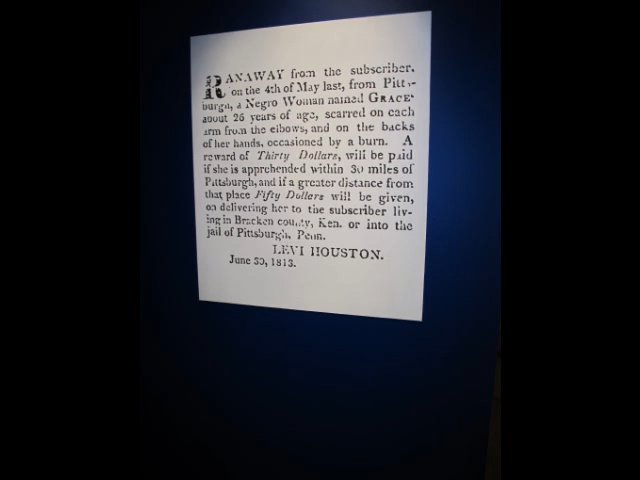 RANAWAY from the subscriber,
on the 4th of May last, from Pitts-
burgh, a Negro Woman named GRACE,
about 26 years of age, scarred on each
arm from the elbows, and on the backs
of her hands, occasioned by a burn. A
reward of Thirty Dollars, will be paid
if she is apprehended within 30 miles of
Pittsburgh, and if a greater distance from
that place Fifty Dollars will be given,
on delivering her to the subscriber liv-
ing in Bracken county, Ken. or into the
jail of Pittsburgh, Penn.
LEVI HOUSTON.
June 30, 1813.